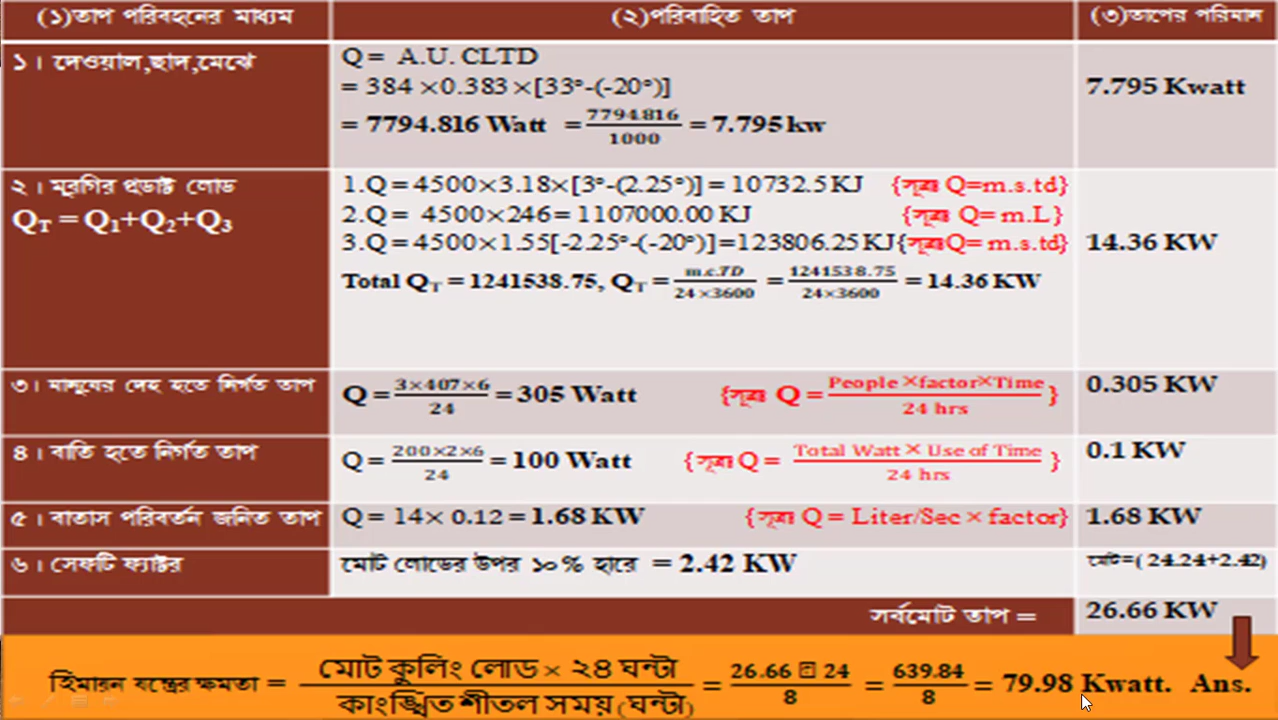 (১)তাপ পরিবহনের মাধ্যম (২)পরিবাহিত তাপ (৩)তাপের পরিমান
১। দেওয়াল,ছাদ,মেঝে
Q = A.U. CLTD
= 384 ×0.383 ×[33°-(-20°)]
= 7794.816 Watt = 7794.816/1000 = 7.795 kw
7.795 Kwatt
২। মূরগির প্রডাক্ট লোড
Q_T = Q_1+Q_2+Q_3
1.Q = 4500×3.18×[3°-(2.25°)] = 10732.5 KJ {সূত্রঃ Q=m.s.td}
2.Q = 4500×246= 1107000.00 KJ {সূত্রঃ Q= m.L}
3.Q = 4500×1.55[-2.25°-(-20°)]=123806.25 KJ{সূত্রঃQ= m.s.td}
Total Q_T = 1241538.75, Q_T = m.c.TD/24×3600 = 1241538.75/24×3600 = 14.36 KW
14.36 KW
৩। মানুষের দেহ হতে নির্গত তাপ
Q = 3×407×6/24 = 305 Watt {সূত্রঃ Q = People ×factor×Time/24 hrs }
0.305 KW
৪। বাতি হতে নির্গত তাপ
Q = 200×2×6/24 = 100 Watt {সূত্রঃ Q = Total Watt × Use of Time/24 hrs }
0.1 KW
৫। বাতাস পরিবর্তন জনিত তাপ
Q = 14× 0.12 = 1.68 KW {সূত্রঃ Q = Liter/Sec × factor}
1.68 KW
৬। সেফটি ফ্যাক্টর
মোট লোডের উপর ১০% হারে = 2.42 KW
মোট=( 24.24+2.42)
সর্বমোট তাপ = 26.66 KW
হিমায়ন যন্ত্রের ক্ষমতা = মোট কুলিং লোড × ২৪ ঘন্টা/কাংঙ্খিত শীতল সময় (ঘন্টা) = 26.66 ⍰ 24/8 = 639.84/8 = 79.98 Kwatt. Ans.